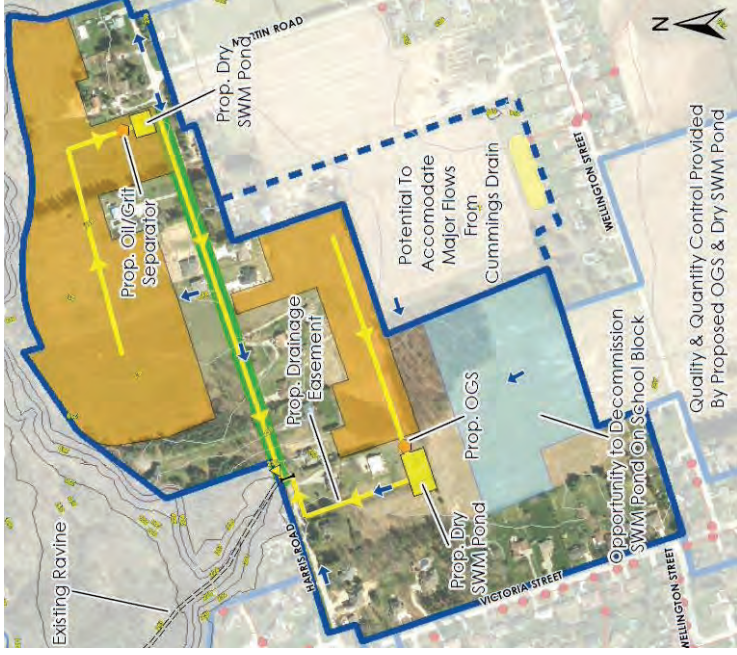 MARTIN ROAD
N
Prop. Dry
SWM Pond
Prop. Oil/Grit
Separator
Potential To
Accomodate
Major Flows
From
Cummings Drain
WELLINGTON STREET
Prop. Drainage
Easement
Existing Ravine
HARRIS ROAD
Prop. OGS
Prop. Dry
SWM Pond
Opportunity to Decommission
SWM Pond On School Block
Quality & Quantity Control Provided
By Proposed OGS & Dry SWM Pond
VICTORIA STREET
WELLINGTON STREET